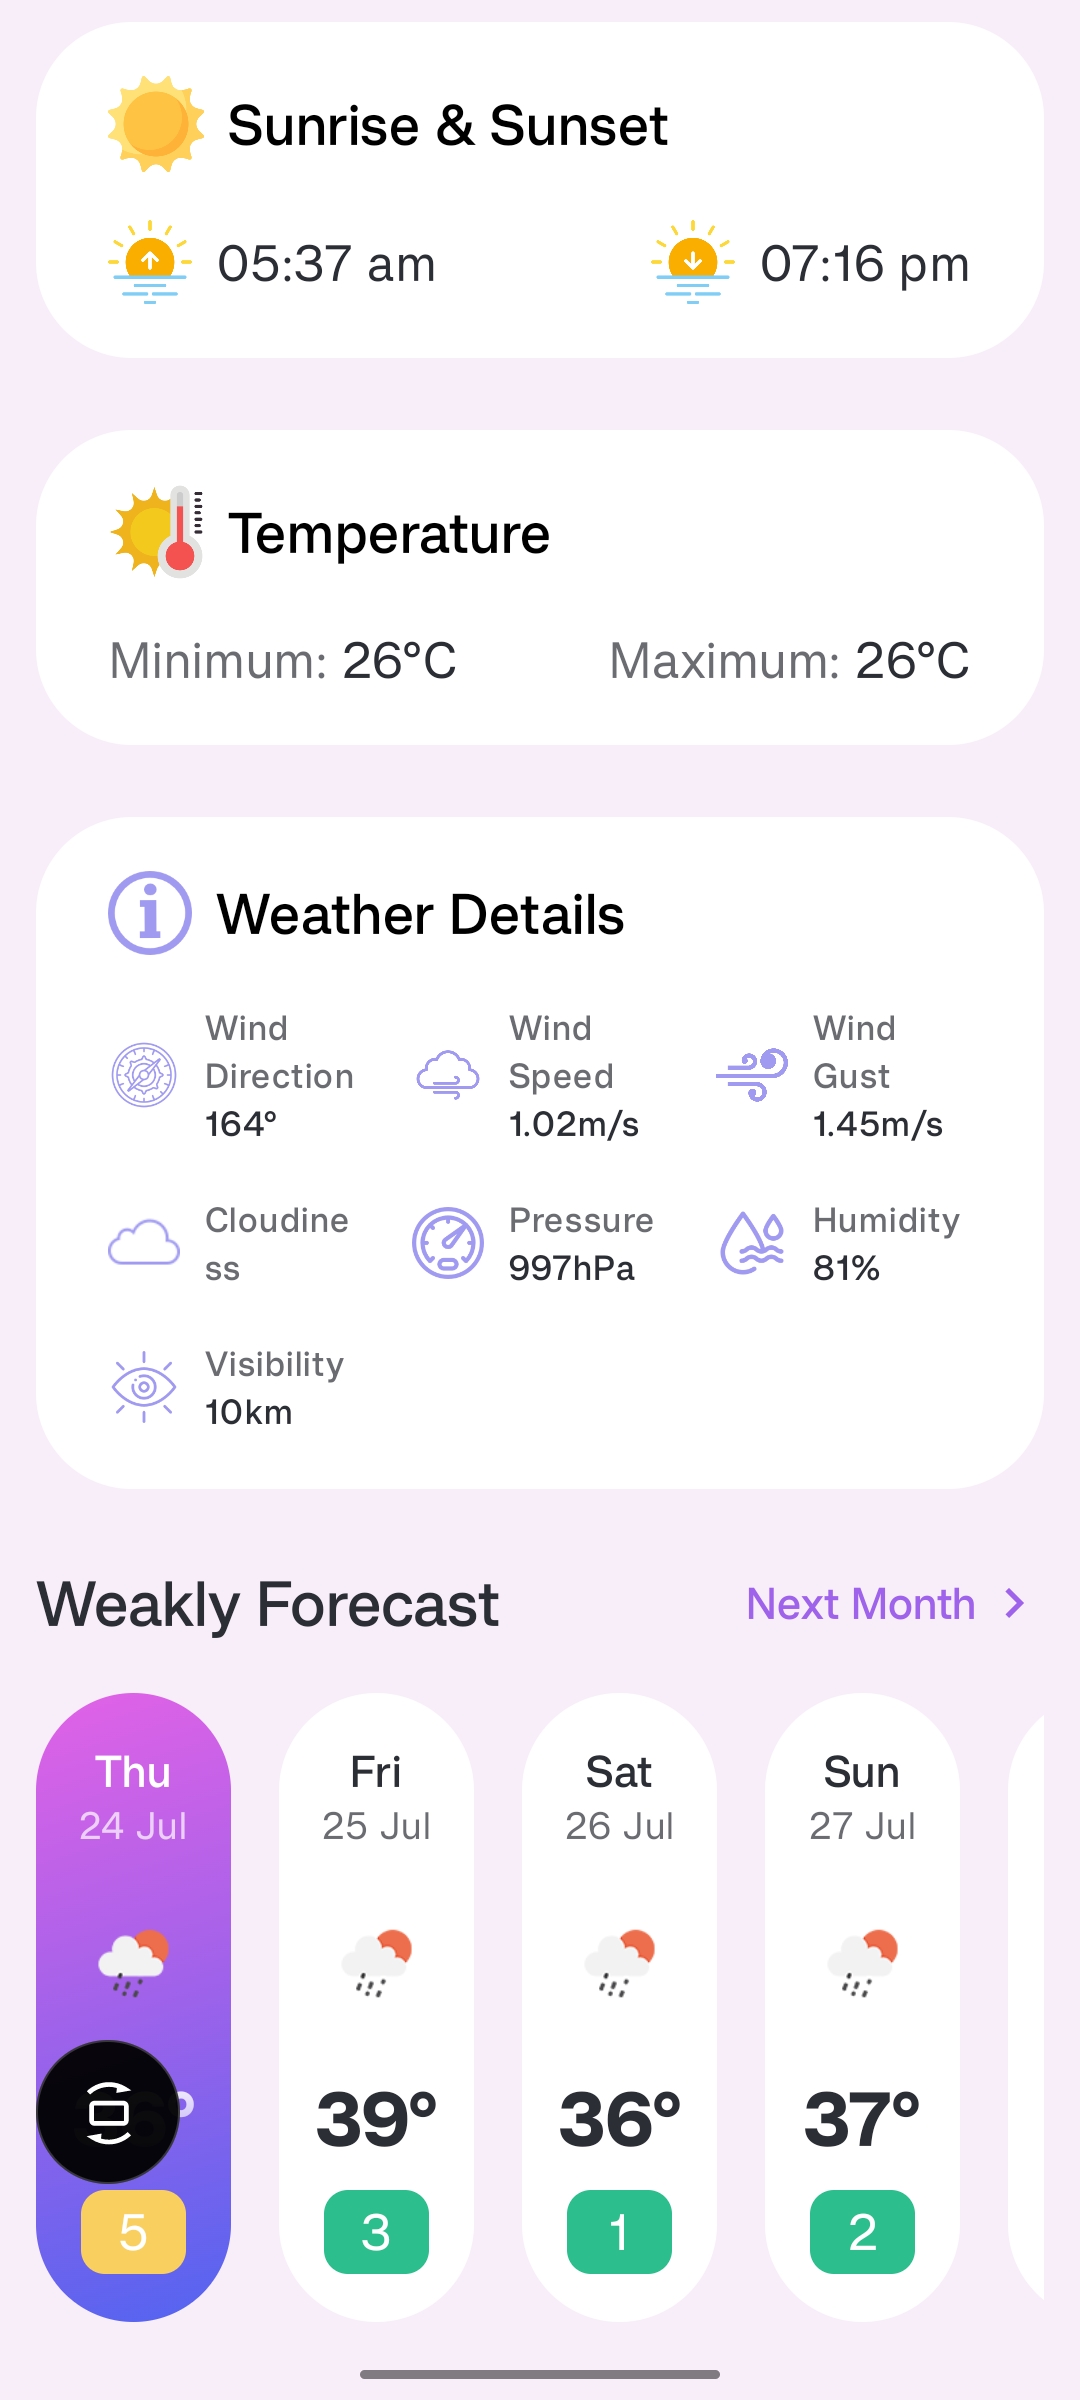 Sunrise & Sunset
05:37 am
07:16 pm
Temperature
Minimum: 26°C
Maximum: 26°C
Weather Details
Wind
Direction
164°
Wind
Speed
1.02m/s
Wind
Gust
1.45m/s
Cloudine
ss
Pressure
997hPa
Humidity
81%
Visibility
10km
Weakly Forecast
Next Month
Thu
24 Jul
5
Fri
25 Jul
39°
3
Sat
26 Jul
36°
1
Sun
27 Jul
37°
2